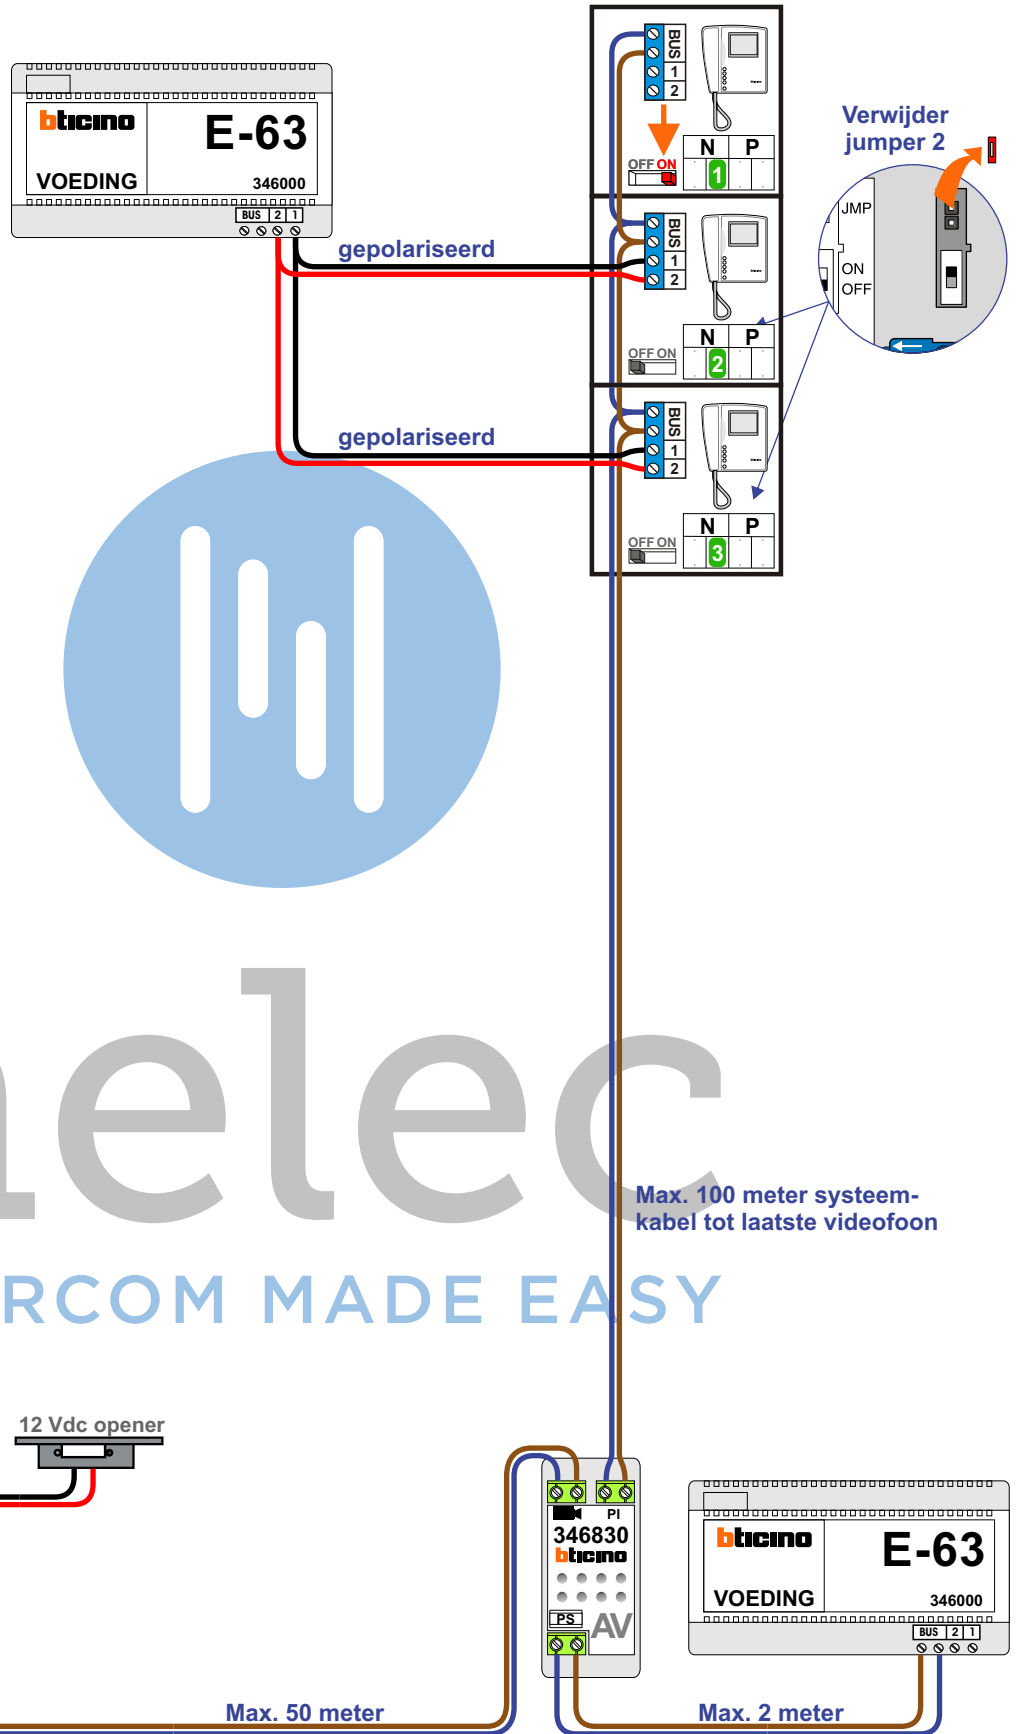 BUS
1
2
OFF ON
N P
1
bticino
E-63
VOEDING
346000
BUS 2 1
Verwijder
jumper 2
JMP
ON
OFF
gepolariseerd
BUS
1
2
OFF ON
N P
2
gepolariseerd
BUS
1
2
OFF ON
N P
3
nelec
Max. 100 meter systeem-
kabel tot laatste videofoon
RCOM MADE EASY
12 Vdc opener
PI
346830
bticino
PS
AV
bticino
E-63
VOEDING
346000
BUS 2 1
Max. 50 meter
Max. 2 meter